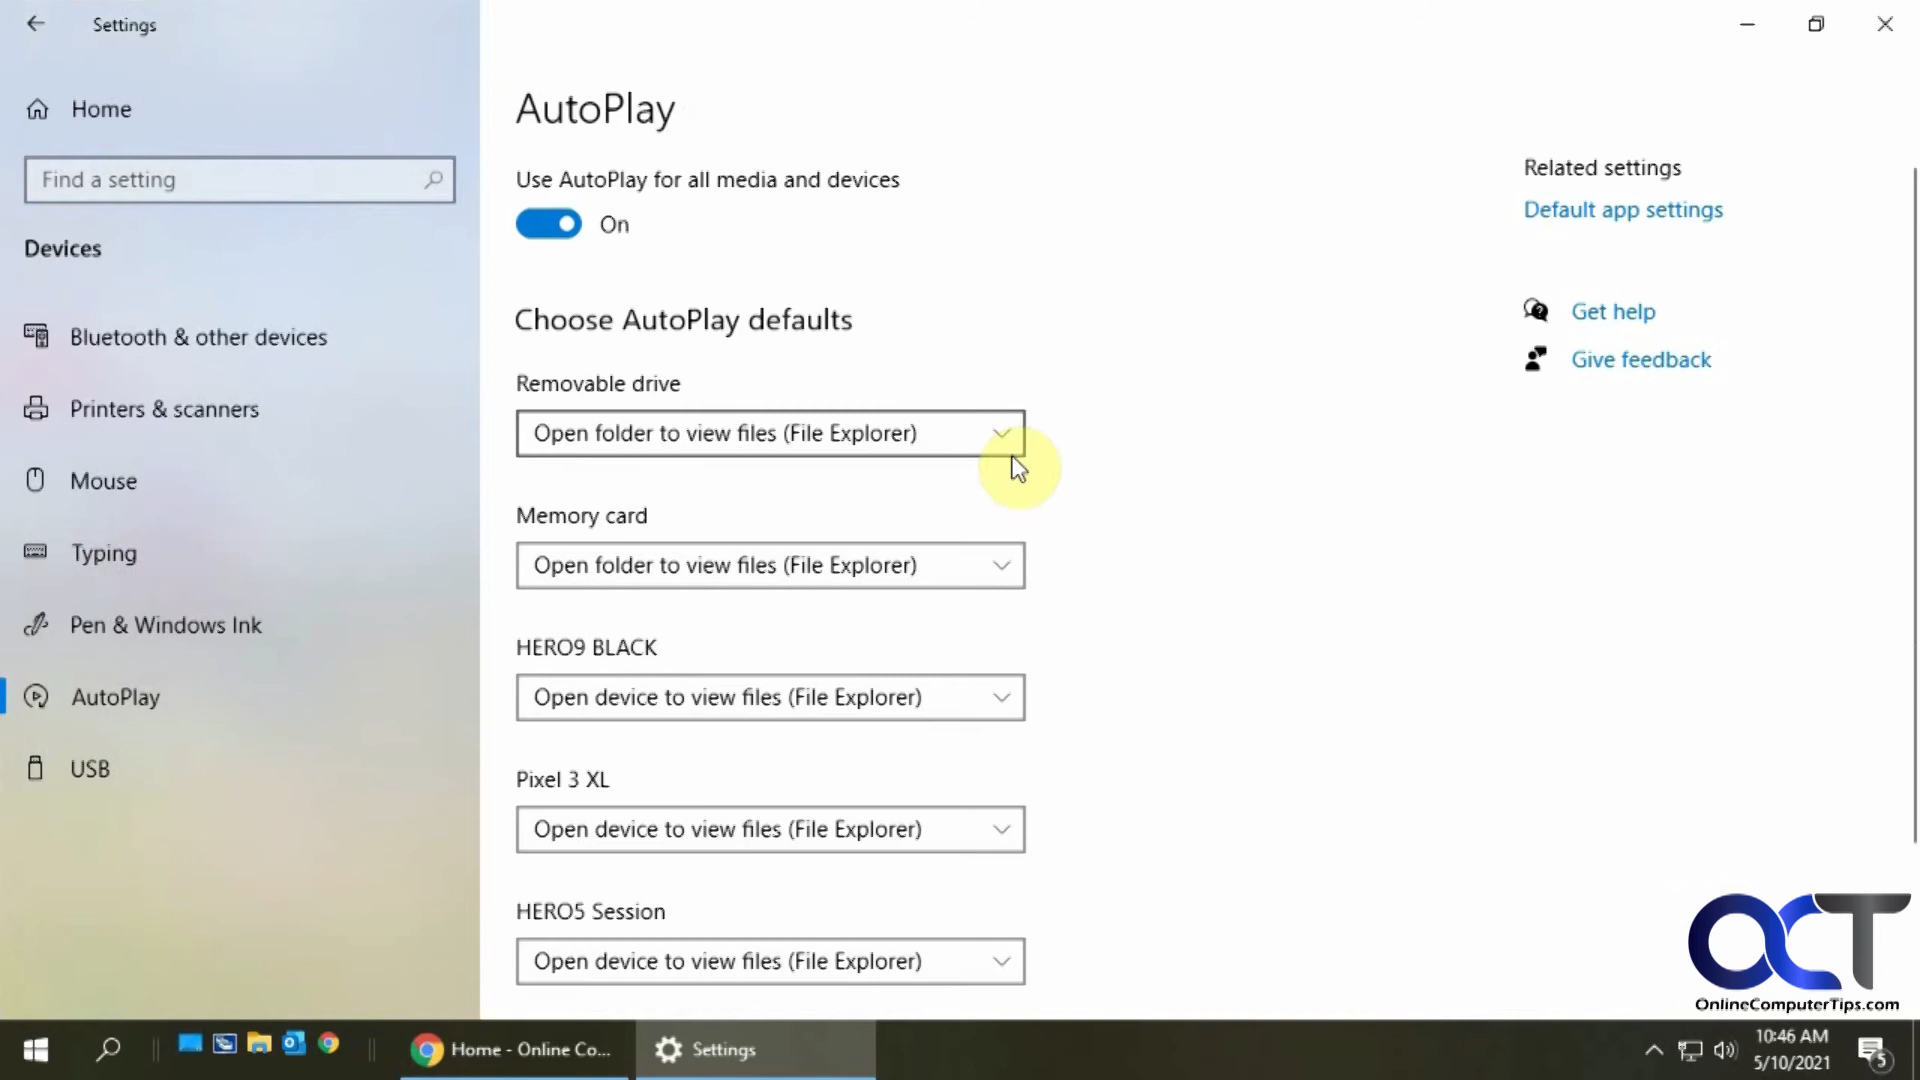 Settings
Home
Find a setting
Devices
Bluetooth & other devices
Printers & scanners
Mouse
Typing
Pen & Windows Ink
AutoPlay
USB
AutoPlay
Use AutoPlay for all media and devices
On
Choose AutoPlay defaults
Removable drive
Open folder to view files (File Explorer)
Memory card
Open folder to view files (File Explorer)
HERO9 BLACK
Open device to view files (File Explorer)
Pixel 3 XL
Open device to view files (File Explorer)
HERO5 Session
Open device to view files (File Explorer)
Related settings
Default app settings
Get help
Give feedback
OCT
OnlineComputerTips.com
Home - Online Co...
Settings
10:46 AM
5/10/2021
5